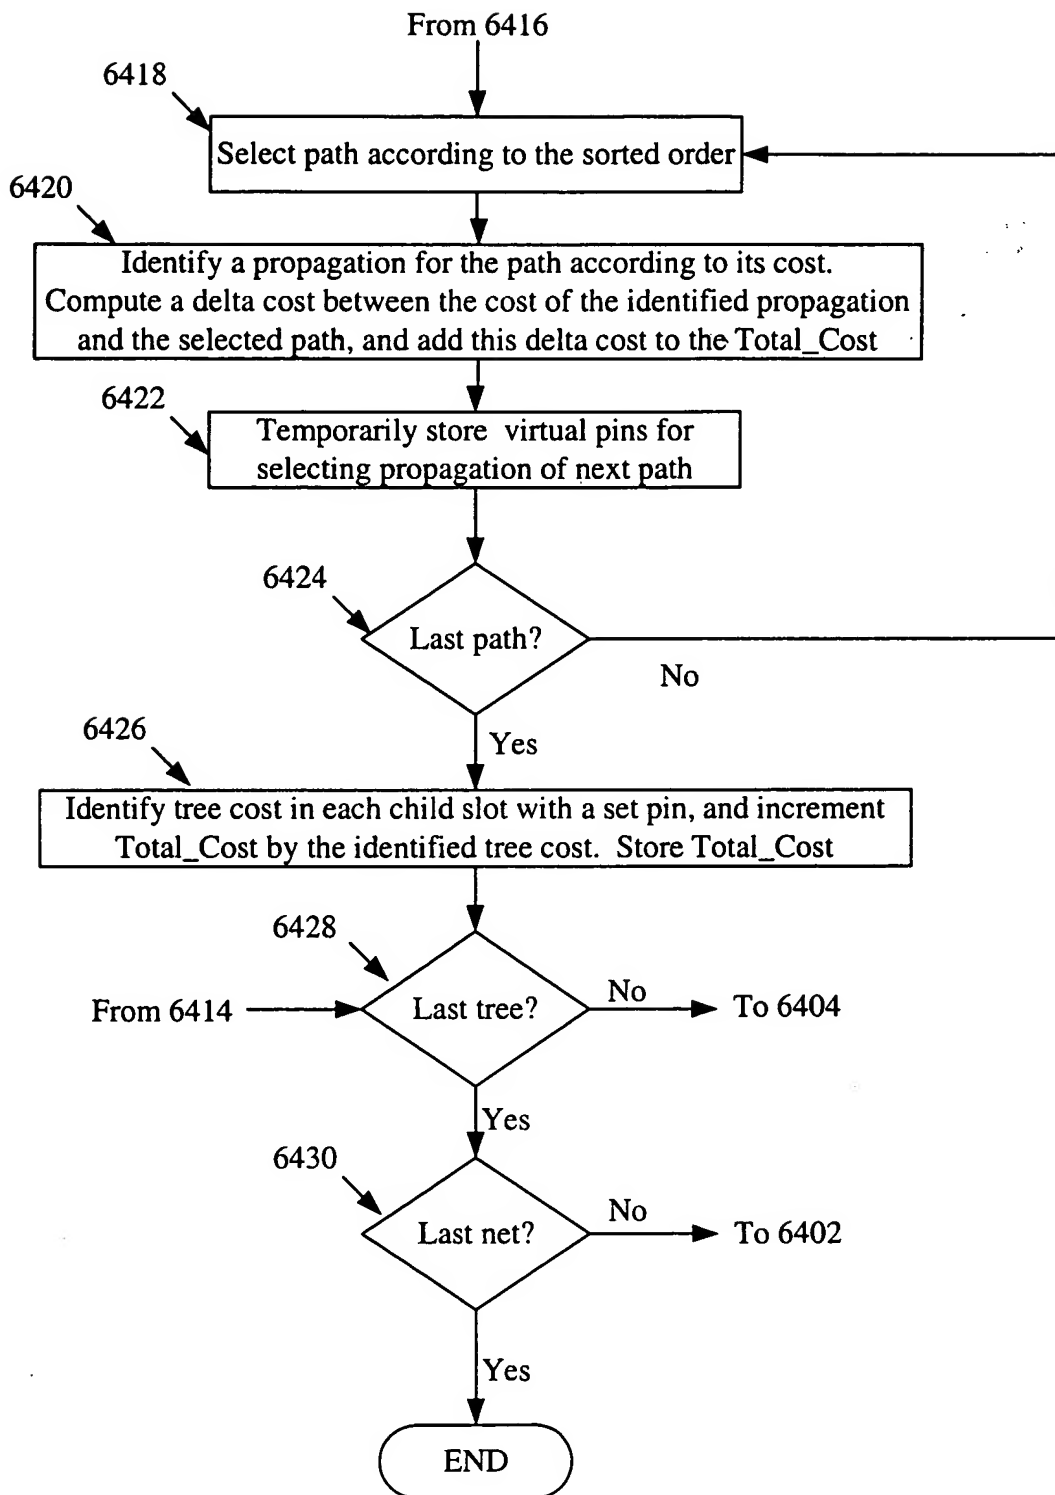 From 6416
6418
Select path according to the sorted order
6420
Identify a propagation for the path according to its cost.
Compute a delta cost between the cost of the identified propagation
and the selected path, and add this delta cost to the Total_Cost
6422
Temporarily store virtual pins for
selecting propagation of next path
6424
Last path?
No
Yes
6426
Identify tree cost in each child slot with a set pin, and increment
Total_Cost by the identified tree cost. Store Total_Cost
6428
From 6414
Last tree?
No
To 6404
Yes
6430
Last net?
No
To 6402
Yes
END